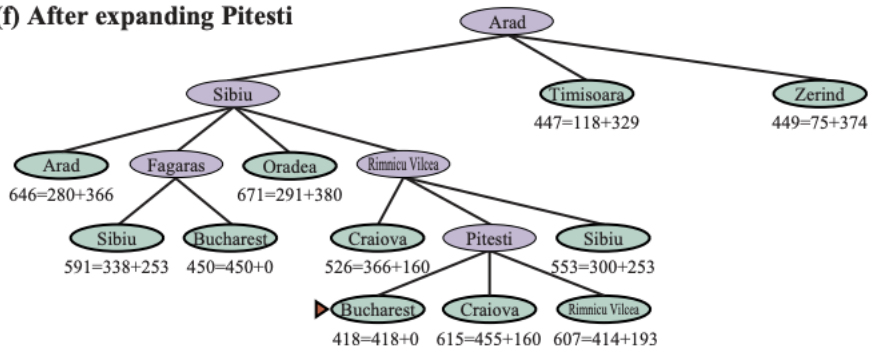 (f) After expanding Pitesti
Arad
Sibiu
Timisoara
Zerind
447=118+329
449=75+374
Arad
Fagaras
Oradea
Rimnicu Vilcea
646=280+366
671=291+380
Sibiu
Bucharest
Craiova
Pitesti
Sibiu
591=338+253
450=450+0
526=366+160
553=300+253
Bucharest
Craiova
Rimnicu Vilcea
418=418+0
615=455+160
607=414+193